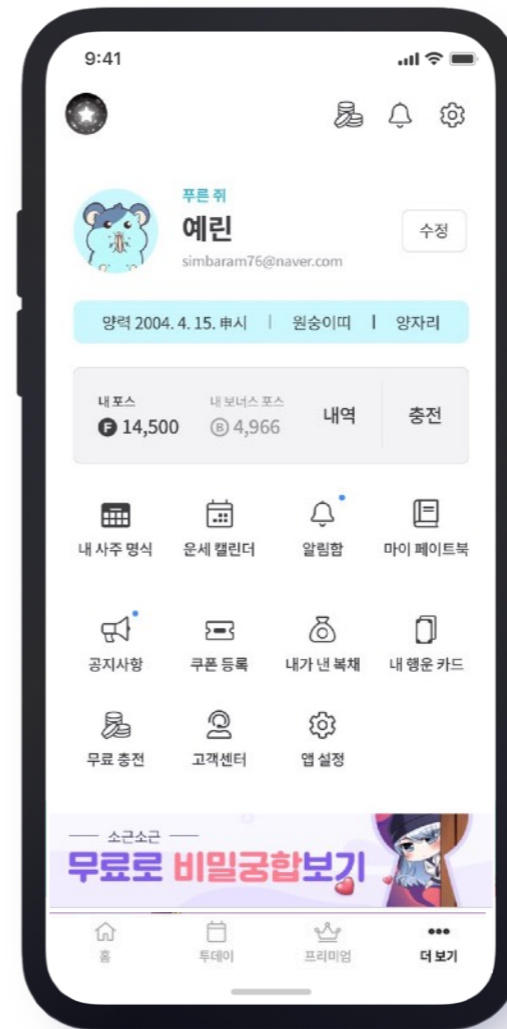 9:41
푸른 쥐
예린
수정
simbaram76@naver.com
양력 2004. 4. 15. 申시 | 원숭이띠 | 양자리
내 포스 내 보너스 포스
F 14,500 B 4,966 내역 충전
내 사주 명식 운세 캘린더 알림함 마이 페이트북
공지사항 쿠폰 등록 내가 낸 복채 내 행운 카드
무료 충전 고객센터 앱 설정
소근소근
무료로 비밀궁합보기
홈 투데이 프리미엄 더 보기